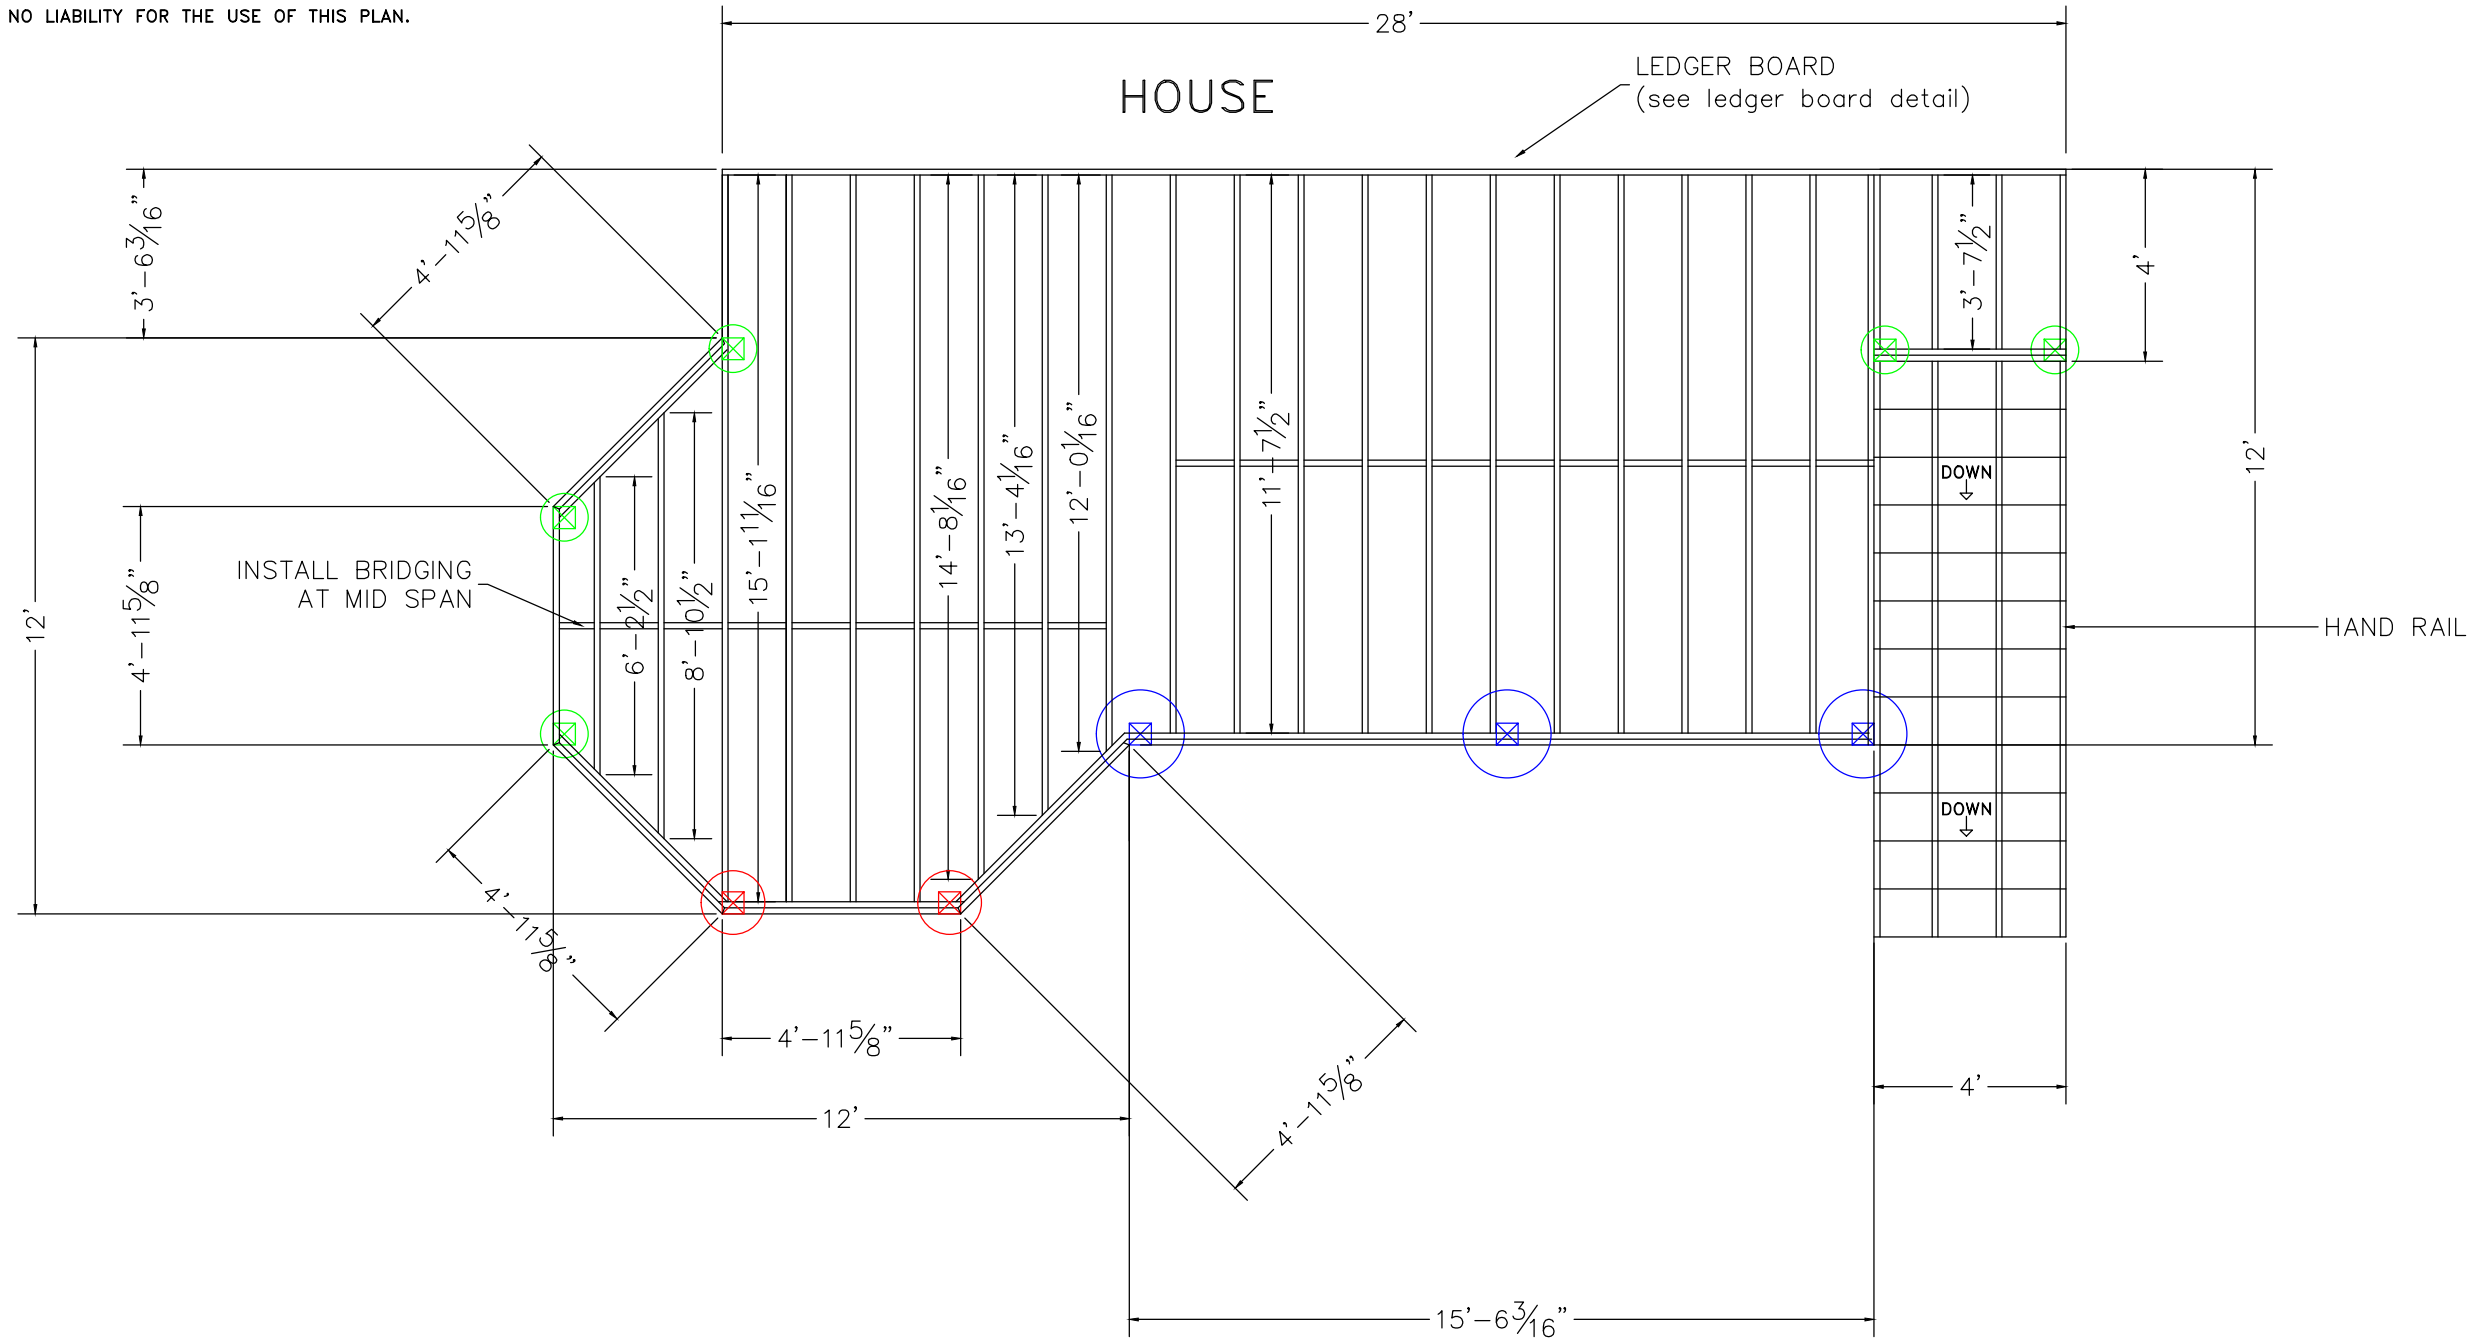 NO LIABILITY FOR THE USE OF THIS PLAN.
28'
HOUSE
LEDGER BOARD
(see ledger board detail)
3'-6 3/16"
4'-11 5/8"
3'-7 1/2"
4'
12'-0 1/16"
11'-7 1/2"
13'-4 1/16"
12'
DOWN
15'-11 1/16"
14'-8 1/16"
INSTALL BRIDGING
AT MID SPAN
4'-11 5/8"
12'
6'-2 1/2"
8'-10 1/2"
HAND RAIL
DOWN
4'-11 5/8"
4'-11 5/8"
4'-11 5/8"
4'
12'
15'-6 3/16"